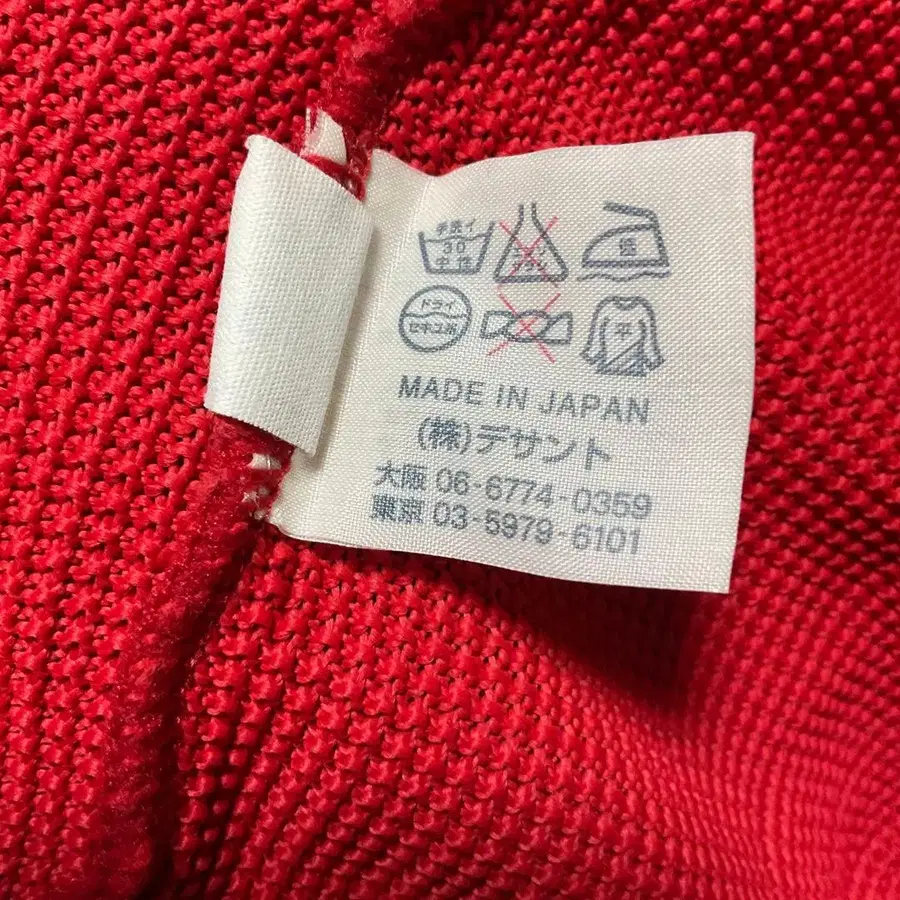 手洗イ
30
中性
低
ドライ
セキユ系
平
MADE IN JAPAN
(株)デサント
大阪 06-6774-0359
東京 03-5979-6101